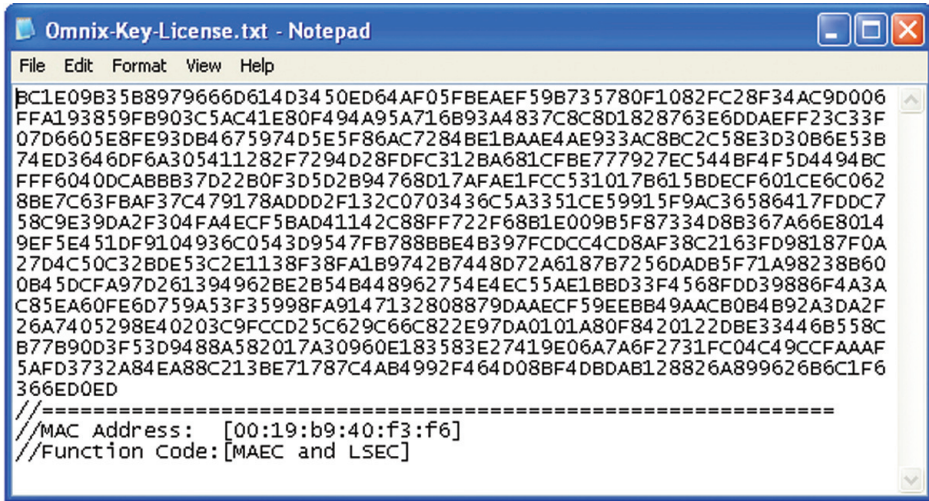 Omnix-Key-License.txt - Notepad
File Edit Format View Help
BC1E09B35B8979666D614D3450ED64AF05FBEAEF59B735780F1082FC28F34AC9D006
FFA193859FB903C5AC41E80F494A95A716B93A4837C8C8D1828763E6DDAEFF23C33F
07D6605E8FE93DB4675974D5E5F86AC7284BE1BAAE4AE933AC8BC2C58E3D30B6E53B
74ED3646DF6A305411282F7294D28FDFC312BA681CFBE777927EC544BF4F5D4494BC
FFF6040DCABBB37D22B0F3D5D2B94768D17AFAE1FCC531017B615BDECF601CE6C062
8BE7C63FBAF37C479178ADDD2F132C0703436C5A3351CE59915F9AC36586417FDDC7
58C9E39DA2F304FA4ECF5BAD41142C88FF722F68B1E009B5F87334D8B367A66E8014
9EF5E451DF9104936C0543D9547FB788BBE4B397FCDCC4CD8AF38C2163FD98187F0A
27D4C50C32BDE53C2E1138F38FA1B9742B7448D72A6187B7256DADB5F71A98238B60
0B45DCFA97D261394962BE2B54B448962754E4EC55AE1BBD33F4568FDD39886F4A3A
C85EA60FE6D759A53F35998FA9147132808879DAAECF59EEBB49AACB0B4B92A3DA2F
26A7405298E40203C9FCCD25C629C66C822E97DA0101A80F8420122DBE33446B558C
B77B90D3F53D9488A582017A30960E183583E27419E06A7A6F2731FC04C49CCFAAAF
5AFD3732A84EA88C213BE71787C4AB4992F464D08BF4DBDAB128826A899626B6C1F6
366ED0ED
//==============================================================
//MAC Address: [00:19:b9:40:f3:f6]
//Function Code:[MAEC and LSEC]